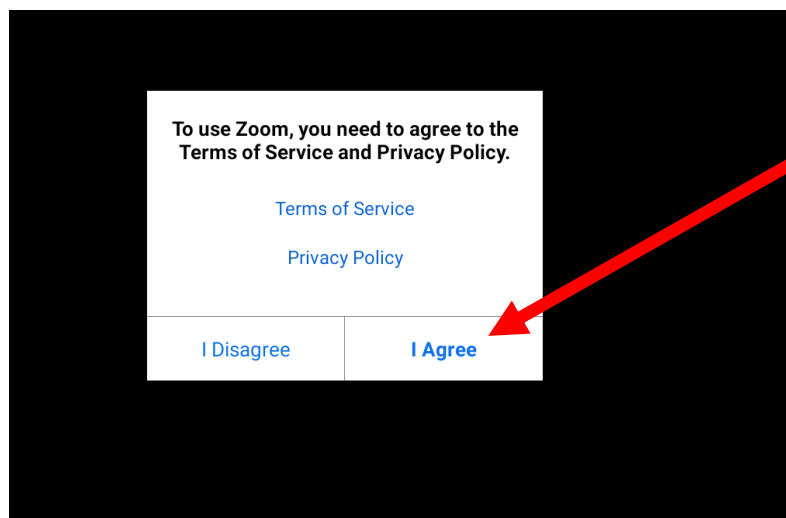 To use Zoom, you need to agree to the
Terms of Service and Privacy Policy.
Terms of Service
Privacy Policy
I Disagree
I Agree